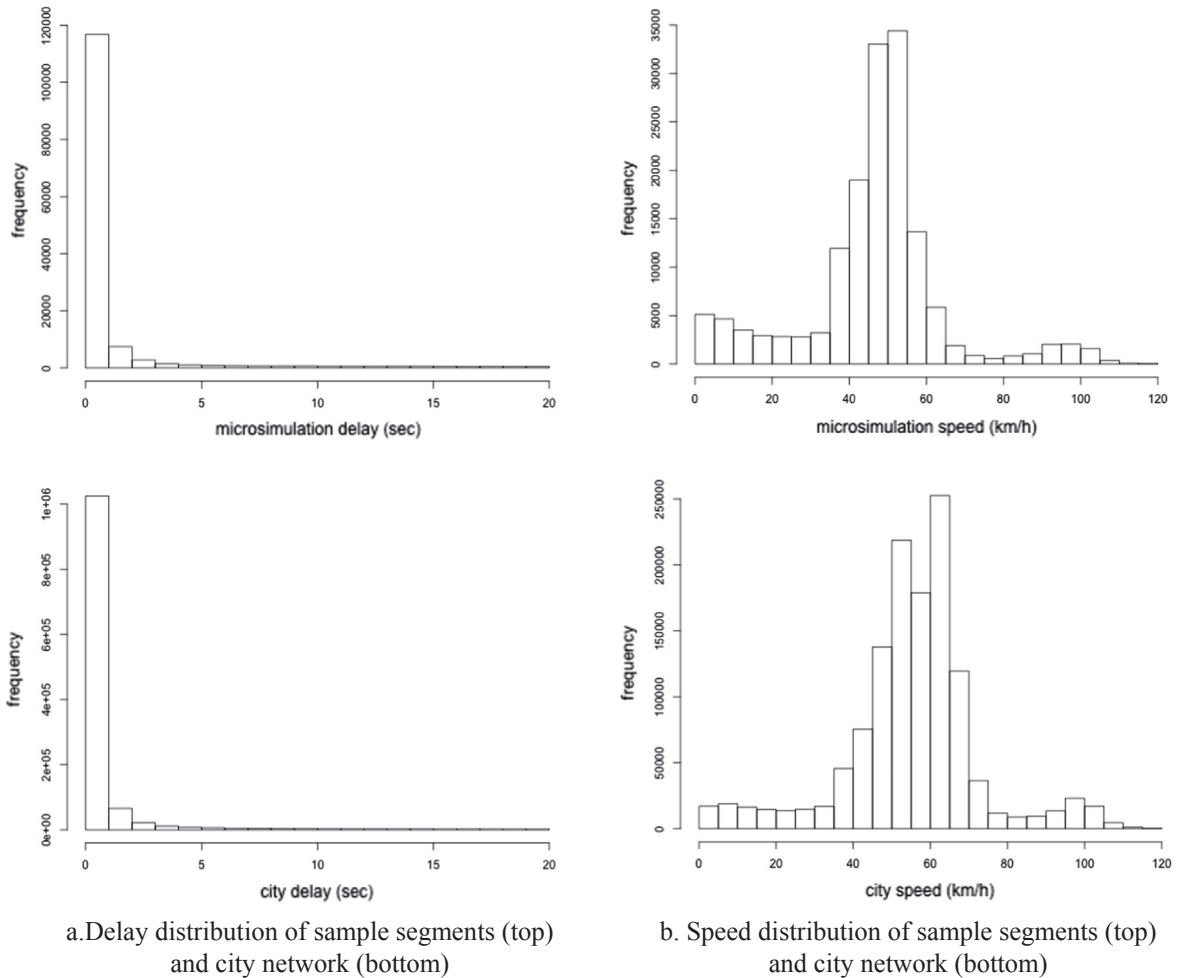 120000
100000
80000
60000
40000
20000
0
frequency
0 5 10 15 20
microsimulation delay (sec)
35000
30000
25000
20000
15000
10000
5000
0
frequency
0 20 40 60 80 100 120
microsimulation speed (km/h)
1e+06
8e+05
6e+05
4e+05
2e+05
0e+00
frequency
0 5 10 15 20
city delay (sec)
250000
200000
150000
100000
50000
0
frequency
0 20 40 60 80 100 120
city speed (km/h)
a.Delay distribution of sample segments (top)
and city network (bottom)
b. Speed distribution of sample segments (top)
and city network (bottom)